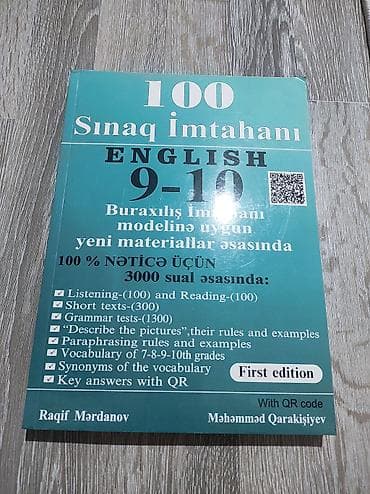 100
Sınaq İmtahanı
ENGLISH
9-10
Buraxılış İmtahanı
modelinə uyğun
yeni materiallar əsasında
100 % NƏTİCƏ ÜÇÜN
3000 sual əsasında:
Listening-(100) and Reading-(100)
Short texts-(300)
Grammar tests-(1300)
"Describe the pictures",their rules and examples
Paraphrasing rules and examples
Vocabulary of 7-8-9-10th grades
Synonyms of the vocabulary
Key answers with QR
First edition
With QR code
Raqif Mərdanov
Məhəmməd Qarakişiyev